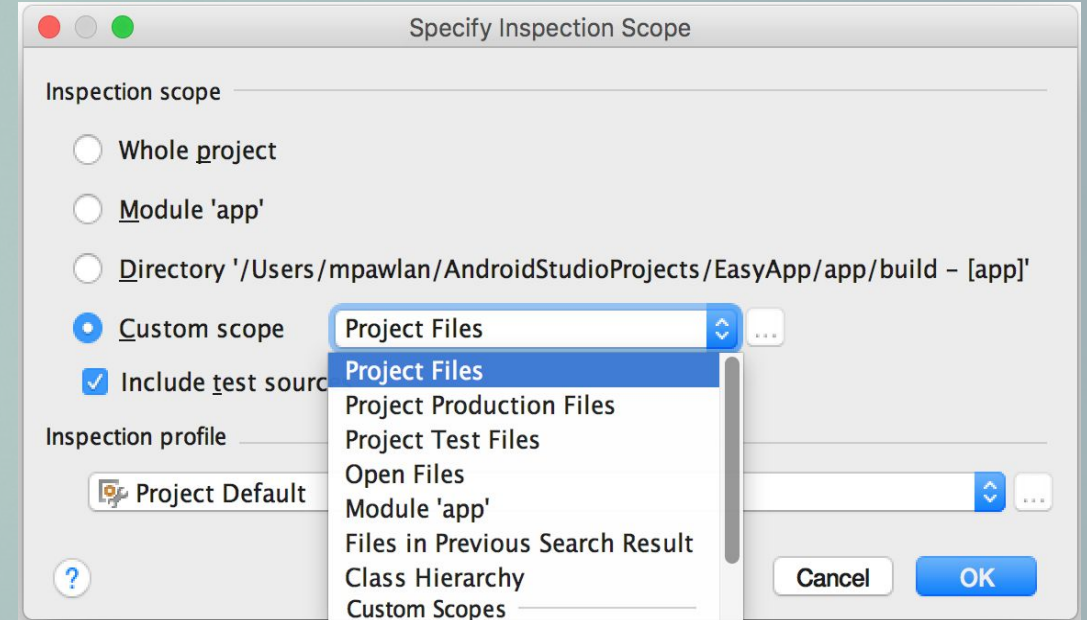 Specify Inspection Scope
Inspection scope
Whole project
Module 'app'
Directory '/Users/mpawlan/AndroidStudioProjects/EasyApp/app/build – [app]'
Custom scope Project Files ...
Project Files
Include test sourc
Project Production Files
Inspection profile
Project Test Files
Open Files
Project Default ...
Module 'app'
Files in Previous Search Result
Class Hierarchy
? Cancel OK
Custom Scopes